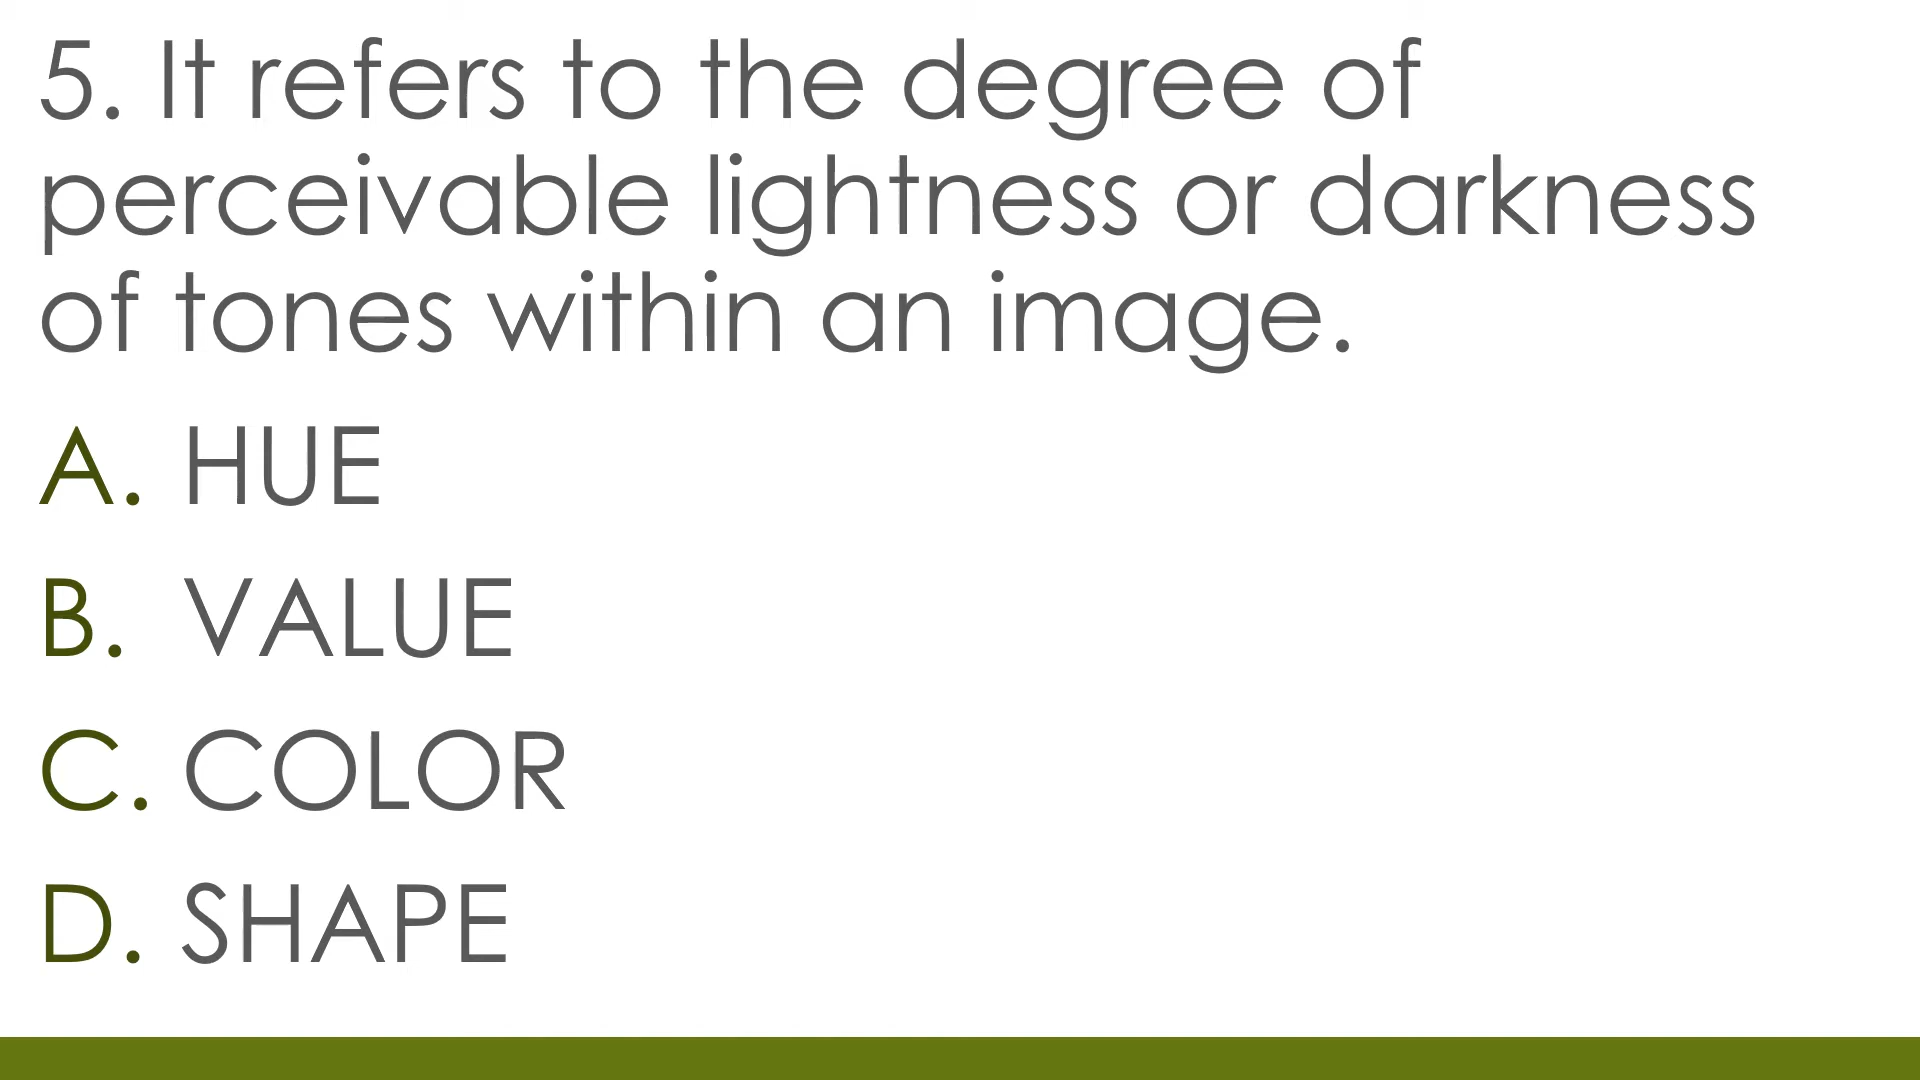 5. It refers to the degree of
perceivable lightness or darkness
of tones within an image.
A. HUE
B. VALUE
C. COLOR
D. SHAPE